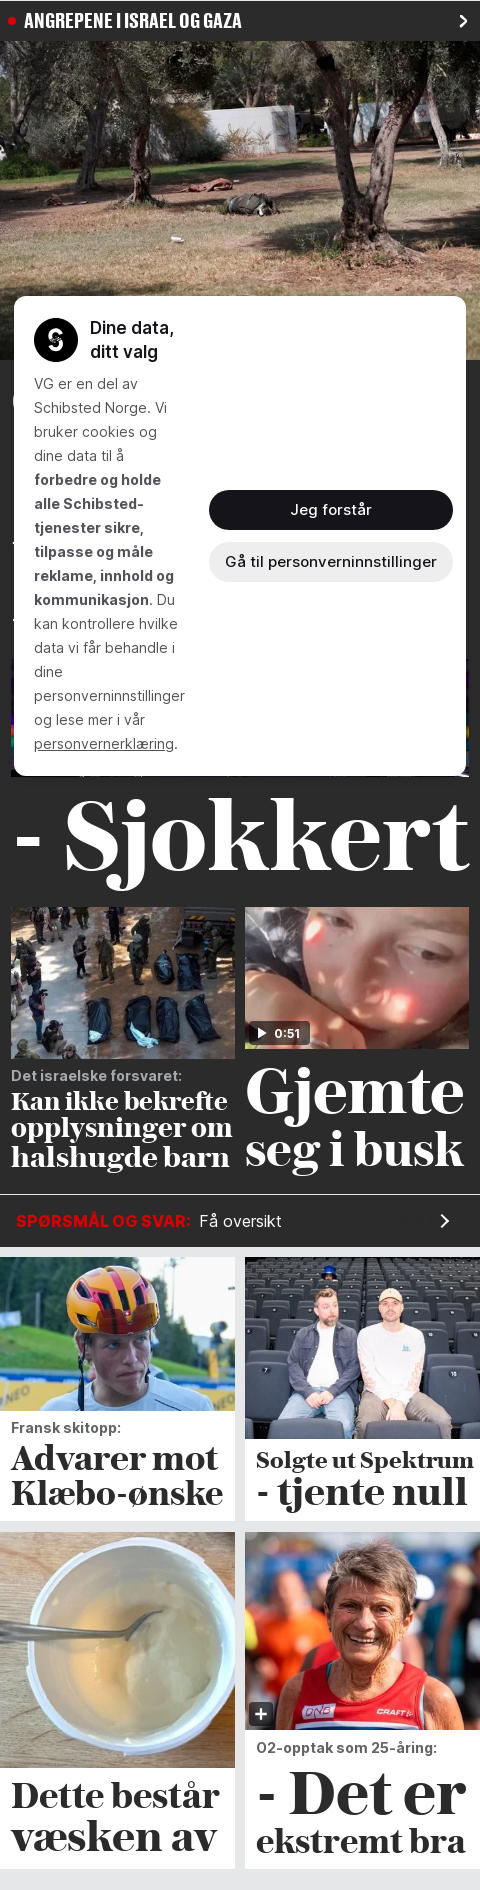 ANGREPENE I ISRAEL OG GAZA
Dine data,
ditt valg
VG er en del av
Schibsted Norge. Vi
bruker cookies og
dine data til å
forbedre og holde
alle Schibsted-
tjenester sikre,
tilpasse og måle
reklame, innhold og
kommunikasjon. Du
kan kontrollere hvilke
data vi får behandle i
dine
personverninnstillinger
og lese mer i vår
personvernerklæring.
Jeg forstår
Gå til personverninnstillinger
- Sjokkert
Det israelske forsvaret:
Kan ikke bekrefte
opplysninger om
halshugde barn
0:51
Gjemte
seg i busk
SPØRSMÅL OG SVAR: Få oversikt
Fransk skitopp:
Advarer mot
Klæbo-ønske
Solgte ut Spektrum
- tjente null
Dette består
væsken av
DNB
CRAFT
O2-opptak som 25-åring:
- Det er
ekstremt bra